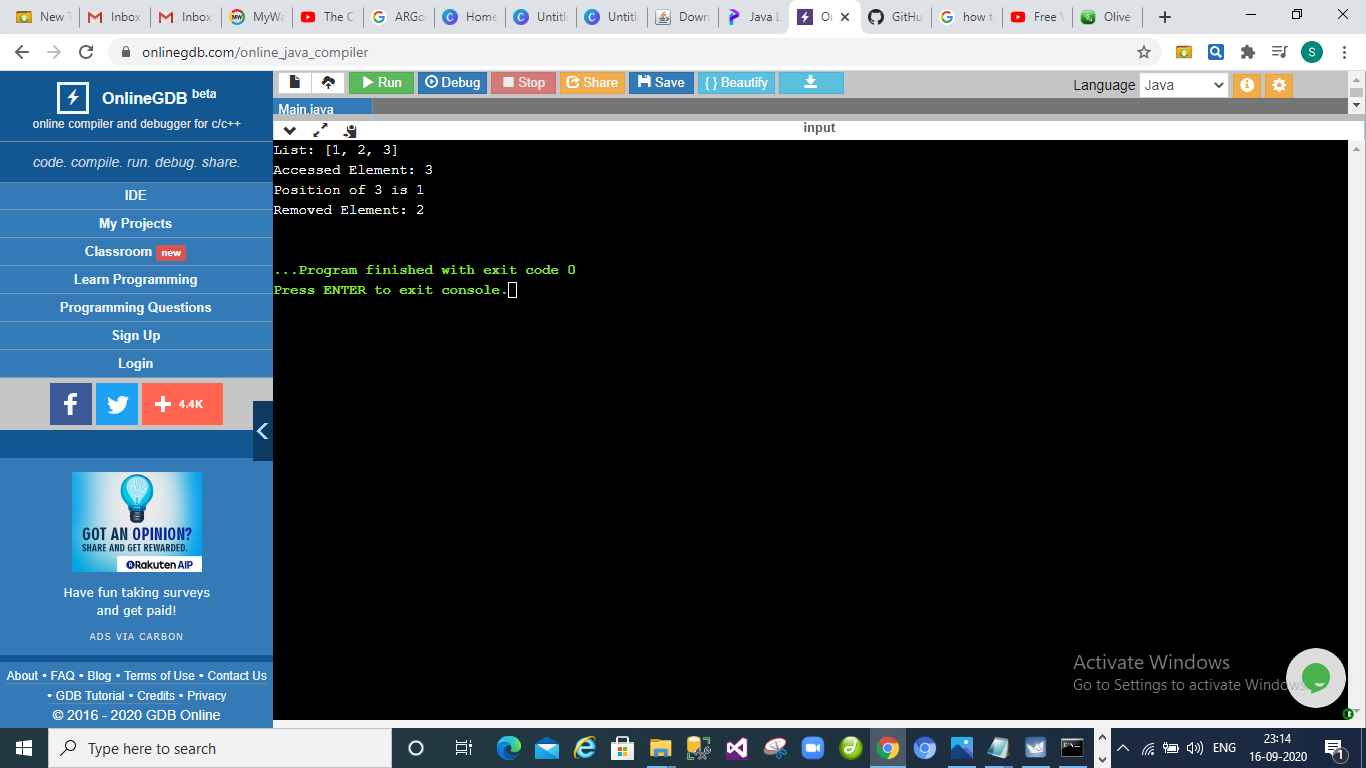 New T
Inbox
Inbox
MyWa
The C
ARGo
Home
Untitl
Untitl
Down
Java L
On
GitHu
how t
Free V
Olive
onlinegdb.com/online_java_compiler
S
OnlineGDB beta
online compiler and debugger for c/c++
code. compile. run. debug. share.
IDE
My Projects
Classroom new
Learn Programming
Programming Questions
Sign Up
Login
4.4K
GOT AN OPINION?
SHARE AND GET REWARDED.
Rakuten AIP
Have fun taking surveys
and get paid!
ADS VIA CARBON
About • FAQ • Blog • Terms of Use • Contact Us
• GDB Tutorial • Credits • Privacy
© 2016 - 2020 GDB Online
Run Debug Stop Share Save { } Beautify
Language Java
Main.java
input
List: [1, 2, 3]
Accessed Element: 3
Position of 3 is 1
Removed Element: 2
...Program finished with exit code 0
Press ENTER to exit console.
Activate Windows
Go to Settings to activate Windows.
Type here to search
ENG
23:14
16-09-2020
1